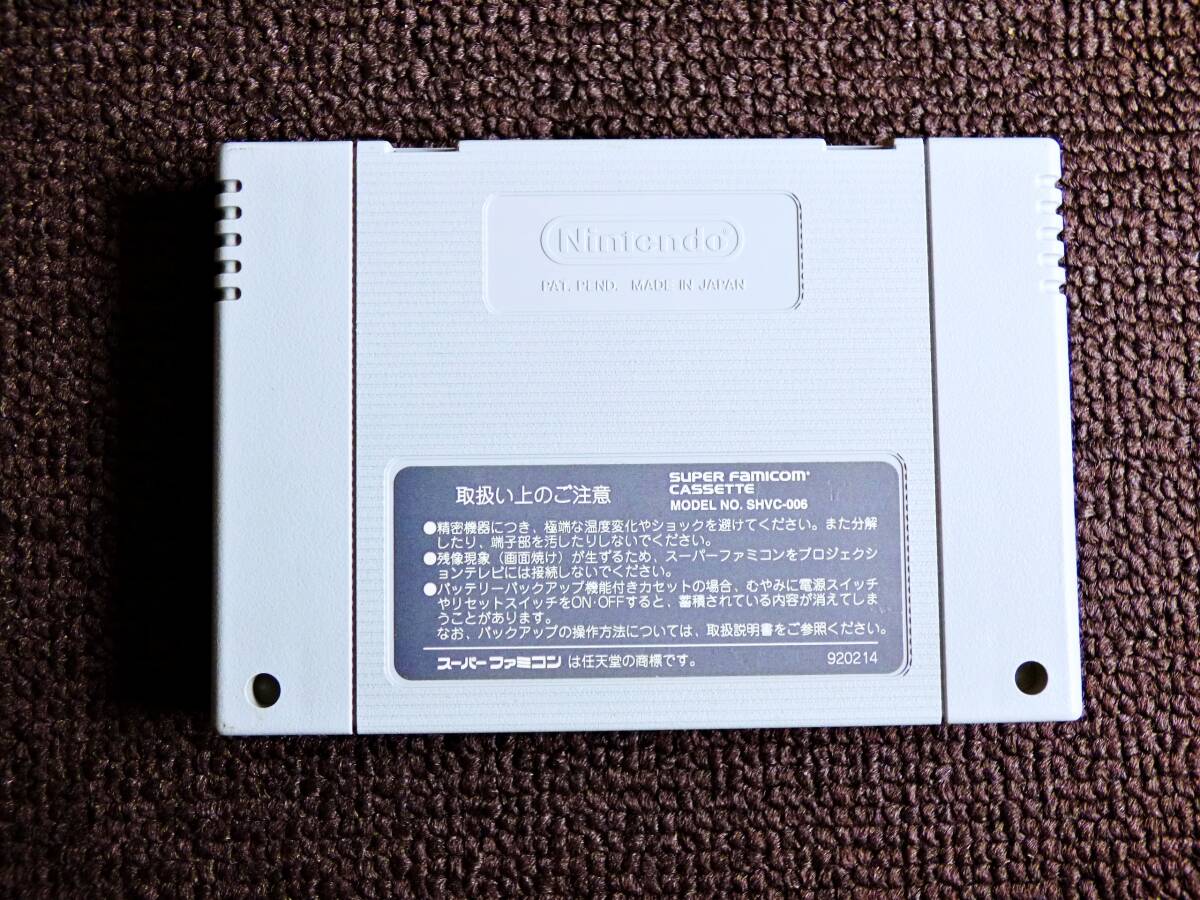 Nintendo®
PAT. PEND. MADE IN JAPAN
取扱い上のご注意
SUPER FAMICOM®
CASSETTE
MODEL NO. SHVC-006
●精密機器につき、極端な温度変化やショックを避けてください。また分解
したり、端子部を汚したりしないでください。
●残像現象（画面焼け）が生ずるため、スーパーファミコンをプロジェクシ
ョンテレビには接続しないでください。
●バッテリーバックアップ機能付きカセットの場合、むやみに電源スイッチ
やリセットスイッチをON･OFFすると、蓄積されている内容が消えてしま
うことがあります。
なお、バックアップの操作方法については、取扱説明書をご参照ください。
スーパーファミコンは任天堂の商標です。
920214